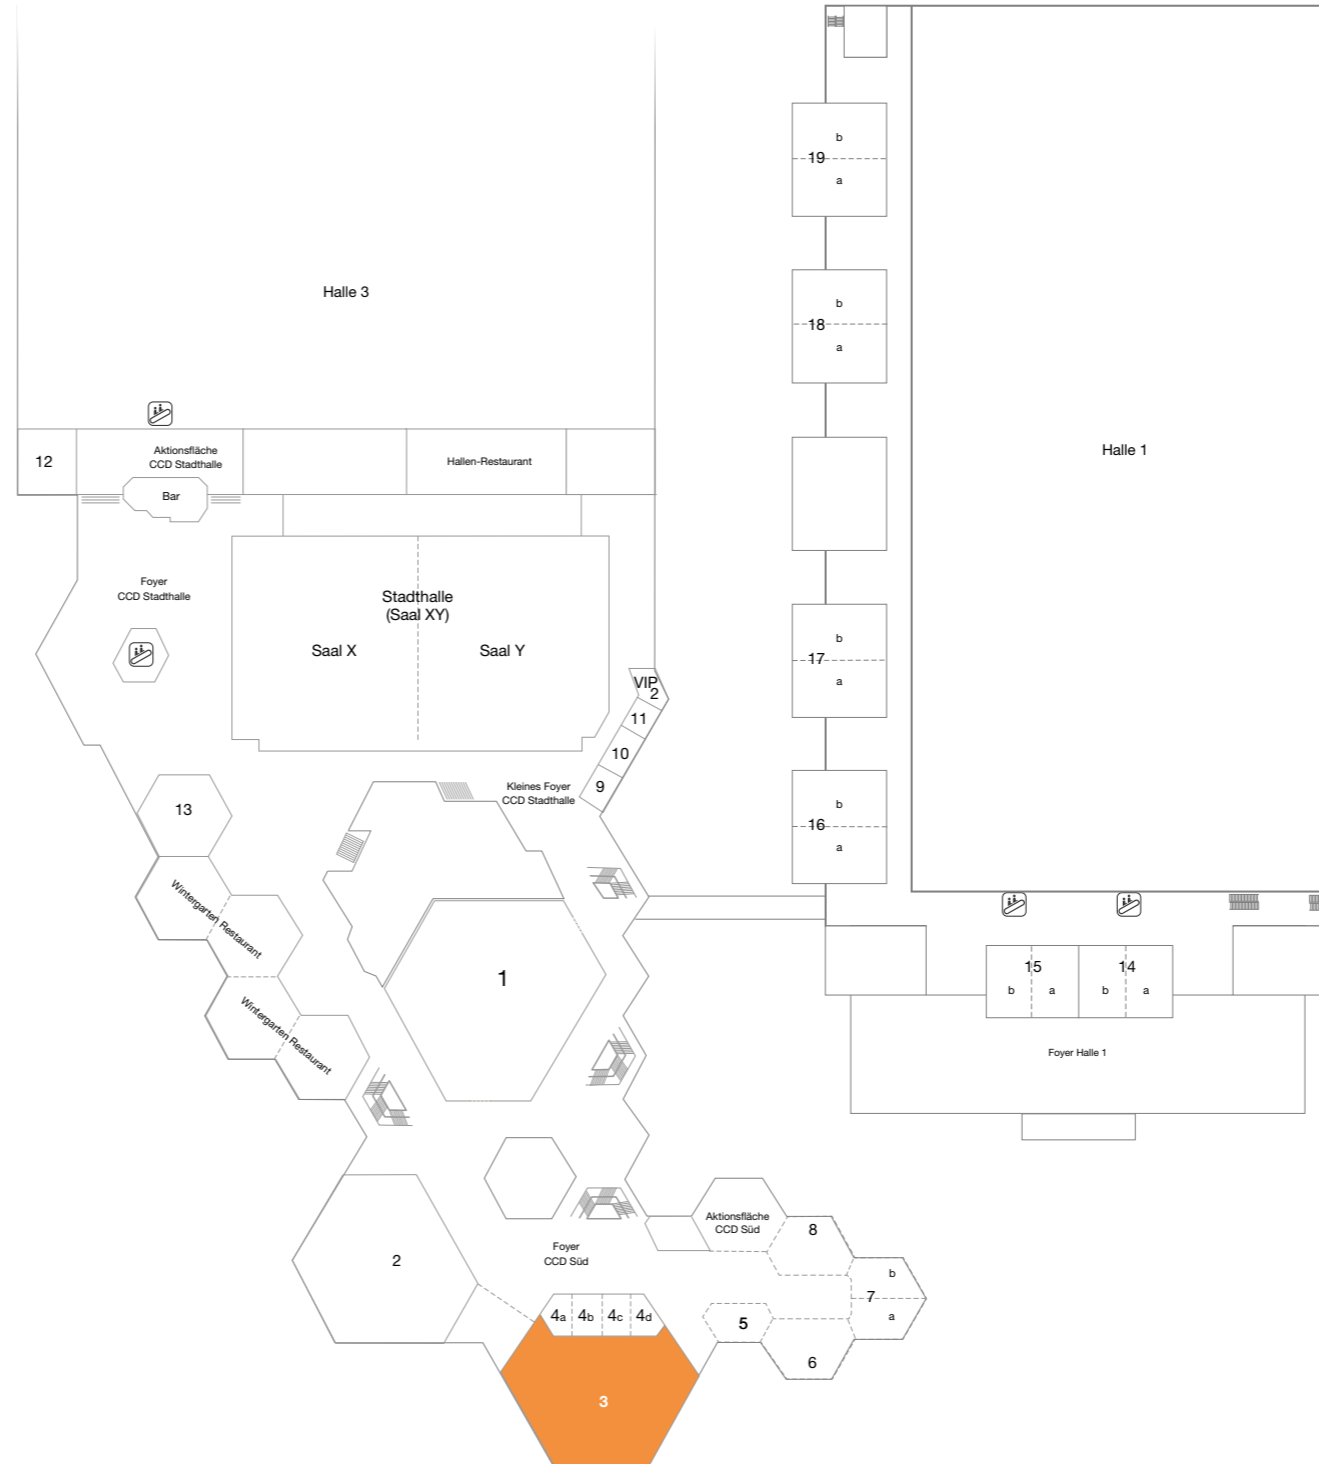 b
19
a
Halle 3
b
18
a
Halle 1
12
Aktionsfläche
CCD Stadthalle
Hallen-Restaurant
Bar
Foyer
CCD Stadthalle
Stadthalle
(Saal XY)
Saal X
Saal Y
b
17
a
VIP
2
11
10
9
Kleines Foyer
CCD Stadthalle
13
b
16
a
Wintergarten Restaurant
Wintergarten Restaurant
1
15
b
a
14
b
a
Foyer Halle 1
2
Foyer
CCD Süd
Aktionsfläche
CCD Süd
8
b
7
a
4a
4b
4c
4d
5
6
3